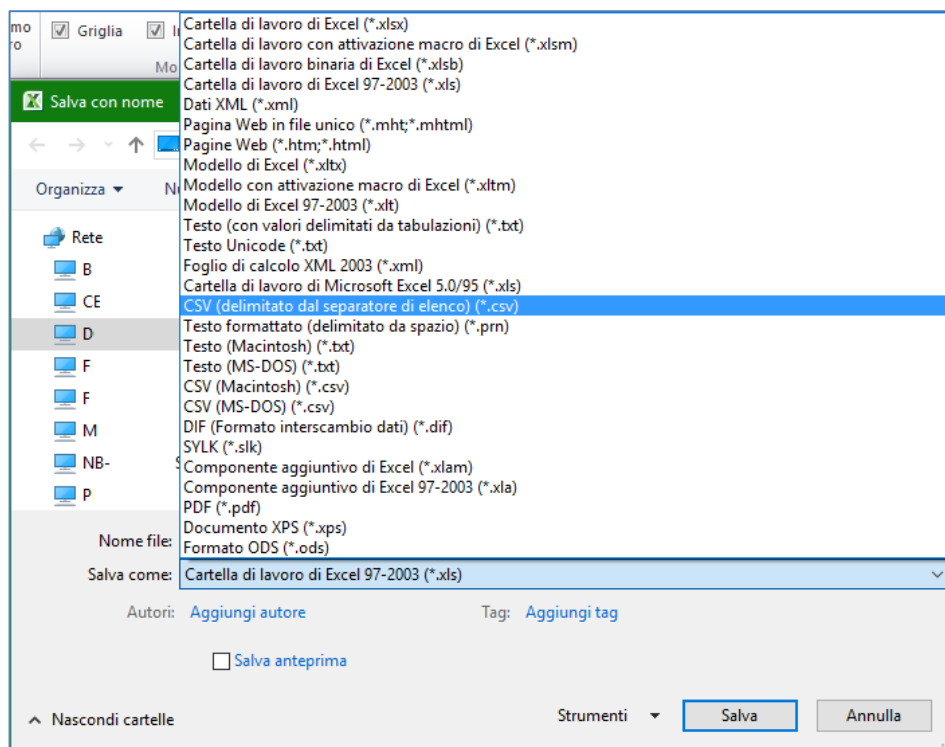 mo
Griglia
ro
Mo
Cartella di lavoro di Excel (*.xlsx)
Cartella di lavoro con attivazione macro di Excel (*.xlsm)
Cartella di lavoro binaria di Excel (*.xlsb)
Cartella di lavoro di Excel 97-2003 (*.xls)
Dati XML (*.xml)
Pagina Web in file unico (*.mht;*.mhtml)
Pagine Web (*.htm;*.html)
Modello di Excel (*.xltx)
Modello con attivazione macro di Excel (*.xltm)
Modello di Excel 97-2003 (*.xlt)
Testo (con valori delimitati da tabulazioni) (*.txt)
Testo Unicode (*.txt)
Foglio di calcolo XML 2003 (*.xml)
Cartella di lavoro di Microsoft Excel 5.0/95 (*.xls)
CSV (delimitato dal separatore di elenco) (*.csv)
Testo formattato (delimitato da spazio) (*.prn)
Testo (Macintosh) (*.txt)
Testo (MS-DOS) (*.txt)
CSV (Macintosh) (*.csv)
CSV (MS-DOS) (*.csv)
DIF (Formato interscambio dati) (*.dif)
SYLK (*.slk)
Componente aggiuntivo di Excel (*.xlam)
Componente aggiuntivo di Excel 97-2003 (*.xla)
PDF (*.pdf)
Documento XPS (*.xps)
Formato ODS (*.ods)
Salva con nome
Organizza
Rete
B
CE
D
F
F
M
NB-
P
Nome file:
Salva come: Cartella di lavoro di Excel 97-2003 (*.xls)
Autori: Aggiungi autore Tag: Aggiungi tag
Salva anteprima
Nascondi cartelle Strumenti Salva Annulla